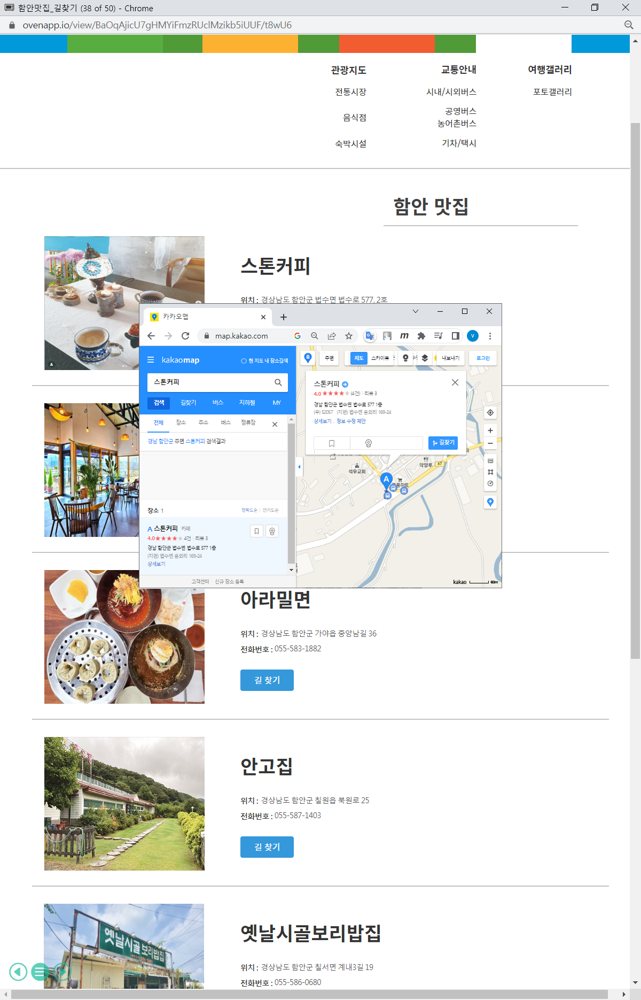 함안맛집_길찾기 (38 of 50) - Chrome
ovenapp.io/view/BaOqAjicU7gHMYiFmzRUclMzikb5iUUF/t8wU6
관광지도
교통안내
여행갤러리
전통시장
시내/시외버스
포토갤러리
음식점
공영버스
농어촌버스
숙박시설
기차/택시
함안 맛집
스톤커피
위치 : 경상남도 함안군 법수면 법수로 577, 2호
카카오맵
map.kakao.com
kakaomap
현 지도 내 장소검색
스톤커피
검색 길찾기 버스 지하철 MY
전체 장소 주소 버스 정류장
경남 함안군 주변 스톤커피 검색결과
장소 1
정확도순 인기도순
A 스톤커피 카페
4.0 4건 리뷰 3
경남 함안군 법수면 법수로 577 1층
(지번) 법수면 윤외리 169-24
상세보기
고객센터 · 신규 장소 등록
홈
주변
지도 스카이뷰
내보내기
로그인
스톤커피
4.0 (4건) 리뷰 3
경남 함안군 법수면 법수로 577 1층
(우) 52057 (지번) 법수면 윤외리 169-24
상세보기 . 정보 수정 제안
길찾기
석무교회
악양루
67
A
kakao 60m
아라밀면
위치 : 경상남도 함안군 가야읍 중앙남길 36
전화번호 : 055-583-1882
길 찾기
안고집
위치 : 경상남도 함안군 칠원읍 북원로 25
전화번호 : 055-587-1403
길 찾기
옛날시골보리밥집
옛날시골보리밥집
위치 : 경상남도 함안군 칠서면 계내3길 19
전화번호 : 055-586-0680